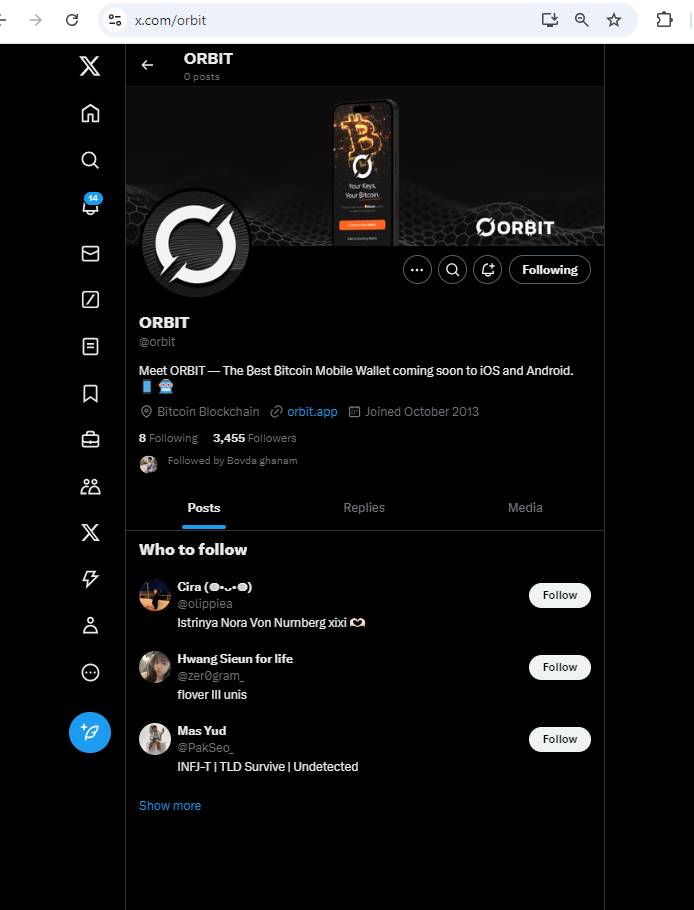 x.com/orbit
ORBIT
0 posts
Your Keys,
Your Bitcoin.
ORBIT
14
Following
ORBIT
@orbit
Meet ORBIT — The Best Bitcoin Mobile Wallet coming soon to iOS and Android.
📱 🤖
Bitcoin Blockchain orbit.app Joined October 2013
8 Following 3,455 Followers
Followed by Bovda ghanam
Posts Replies Media
Who to follow
Cira (
@olippiea
Istrinya Nora Von Nurnberg xixi 🫶🏻
Follow
Hwang Sieun for life
@zer0gram_
flover lll unis
Follow
Mas Yud
@PakSeo_
INFJ-T | TLD Survive | Undetected
Follow
Show more